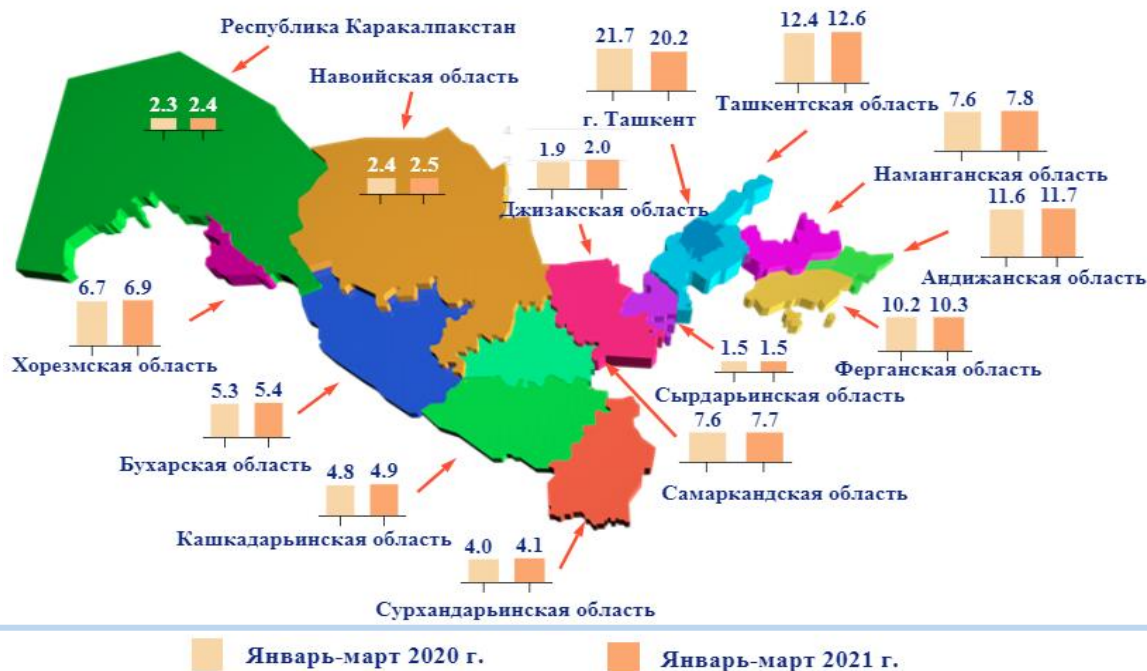 Республика Каракалпакстан
2.3 2.4
Навоийская область
2.4 2.5
21.7 20.2
г. Ташкент
12.4 12.6
Ташкентская область
7.6 7.8
Наманганская область
4
2
1.9 2.0
Джизакская область
11.6 11.7
Андижанская область
6.7 6.9
Хорезмская область
10.2 10.3
Ферганская область
1.5 1.5
Сырдарьинская область
5.3 5.4
Бухарская область
7.6 7.7
Самаркандская область
4.8 4.9
Кашкадарьинская область
4.0 4.1
Сурхандарьинская область
Январь-март 2020 г.
Январь-март 2021 г.